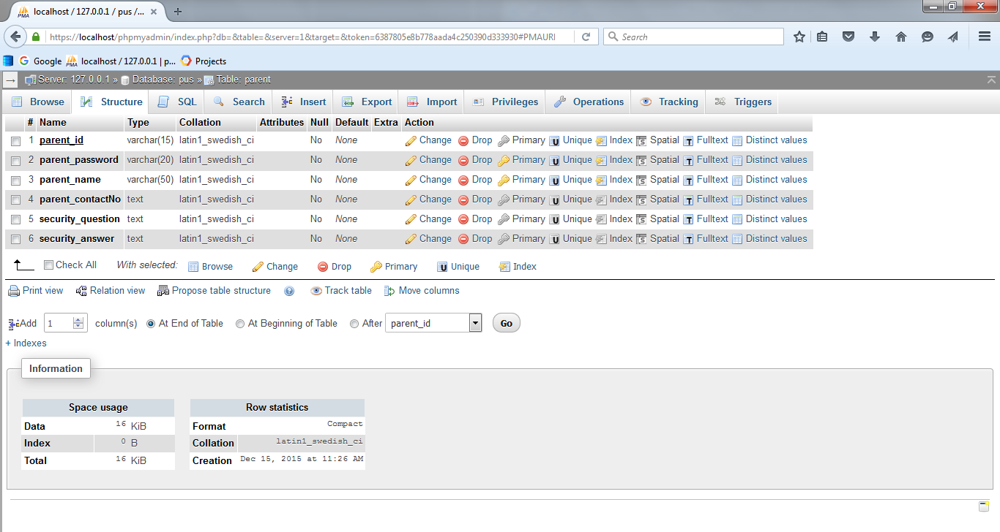 localhost / 127.0.0.1 / pus /...
https://localhost/phpmyadmin/index.php?db=&table=&server=1&target=&token=6387805e8b778aada4c250390d333930#PMAURI
Search
Google localhost / 127.0.0.1 | p... Projects
Server: 127.0.0.1 » Database: pus » Table: parent
Browse Structure SQL Search Insert Export Import Privileges Operations Tracking Triggers
# Name Type Collation Attributes Null Default Extra Action
1 parent_id varchar(15) latin1_swedish_ci No None Change Drop Primary Unique Index Spatial Fulltext Distinct values
2 parent_password varchar(20) latin1_swedish_ci No None Change Drop Primary Unique Index Spatial Fulltext Distinct values
3 parent_name varchar(50) latin1_swedish_ci No None Change Drop Primary Unique Index Spatial Fulltext Distinct values
4 parent_contactNo text latin1_swedish_ci No None Change Drop Primary Unique Index Spatial Fulltext Distinct values
5 security_question text latin1_swedish_ci No None Change Drop Primary Unique Index Spatial Fulltext Distinct values
6 security_answer text latin1_swedish_ci No None Change Drop Primary Unique Index Spatial Fulltext Distinct values
Check All With selected: Browse Change Drop Primary Unique Index
Print view Relation view Propose table structure Track table Move columns
Add 1 column(s) At End of Table At Beginning of Table After parent_id Go
+ Indexes
Information
Space usage
Data 16 KiB
Index 0 B
Total 16 KiB
Row statistics
Format Compact
Collation latin1_swedish_ci
Creation Dec 15, 2015 at 11:26 AM